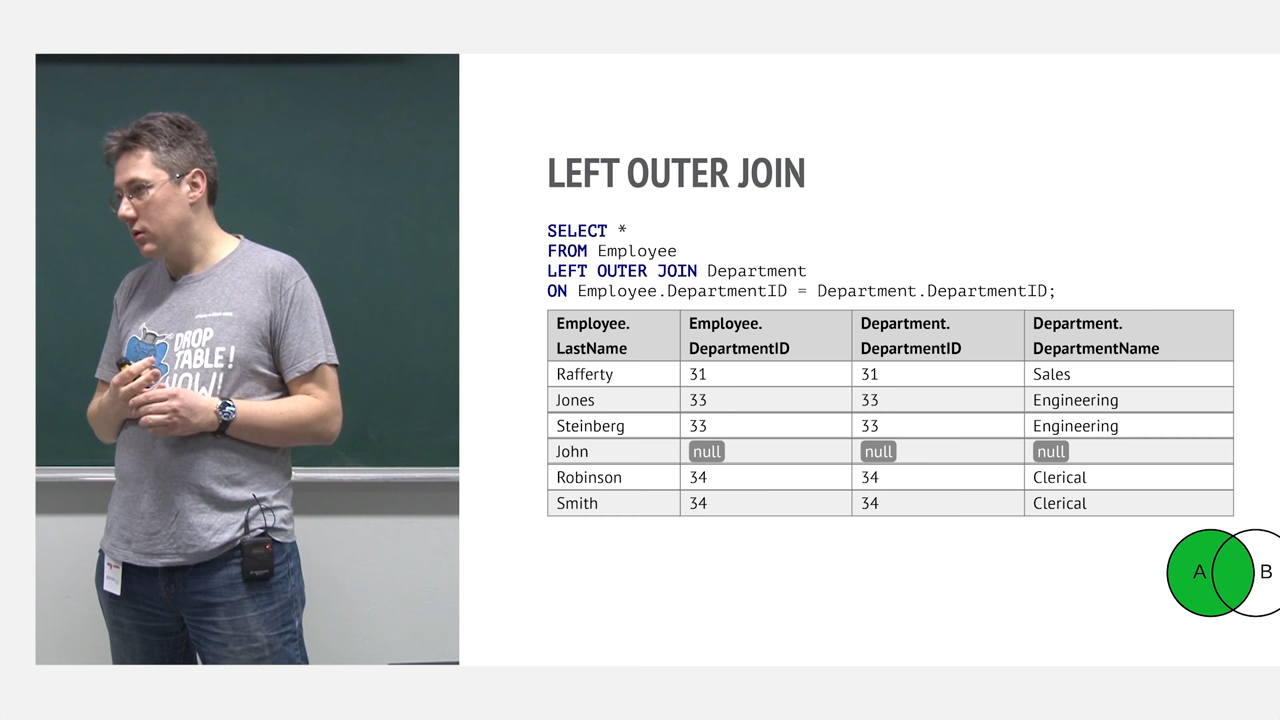 DROP
TABLE!
NOW!
LEFT OUTER JOIN
SELECT *
FROM Employee
LEFT OUTER JOIN Department
ON Employee.DepartmentID = Department.DepartmentID;
Employee. Employee. Department. Department.
LastName DepartmentID DepartmentID DepartmentName
Rafferty 31 31 Sales
Jones 33 33 Engineering
Steinberg 33 33 Engineering
John null null null
Robinson 34 34 Clerical
Smith 34 34 Clerical
A B